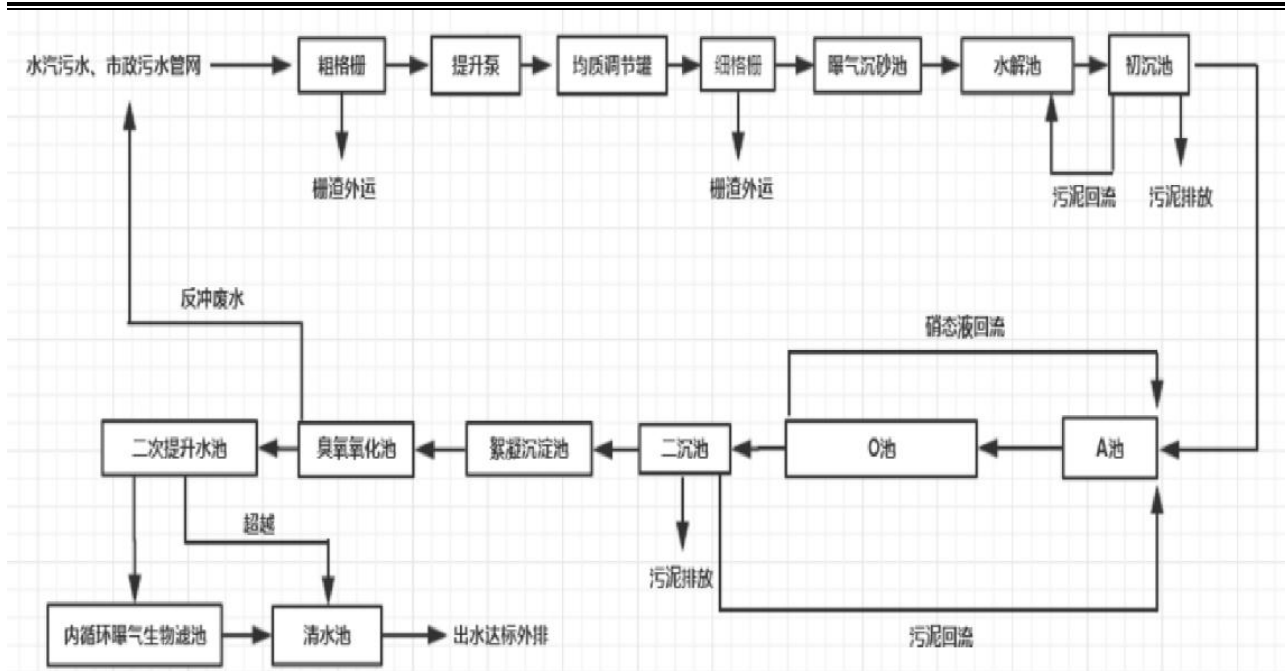 水汽污水、市政污水管网
粗格栅
提升泵
均质调节罐
细格栅
曝气沉砂池
水解池
初沉池
栅渣外运
栅渣外运
污泥回流
污泥排放
反冲废水
硝态液回流
二次提升水池
臭氧氧化池
絮凝沉淀池
二沉池
O池
A池
超越
污泥排放
内循环曝气生物滤池
清水池
出水达标外排
污泥回流